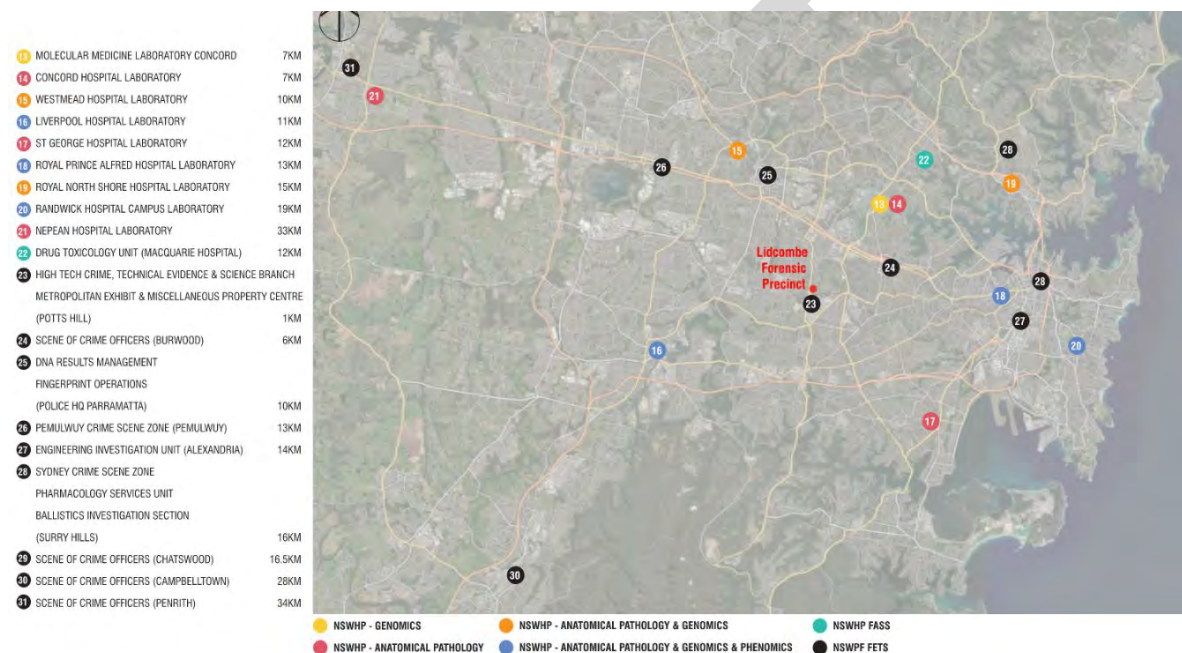 13 MOLECULAR MEDICINE LABORATORY CONCORD 7KM
14 CONCORD HOSPITAL LABORATORY 7KM
15 WESTMEAD HOSPITAL LABORATORY 10KM
16 LIVERPOOL HOSPITAL LABORATORY 11KM
17 ST GEORGE HOSPITAL LABORATORY 12KM
18 ROYAL PRINCE ALFRED HOSPITAL LABORATORY 13KM
19 ROYAL NORTH SHORE HOSPITAL LABORATORY 15KM
20 RANDWICK HOSPITAL CAMPUS LABORATORY 19KM
21 NEPEAN HOSPITAL LABORATORY 33KM
22 DRUG TOXICOLOGY UNIT (MACQUARIE HOSPITAL) 12KM
23 HIGH TECH CRIME, TECHNICAL EVIDENCE & SCIENCE BRANCH
METROPOLITAN EXHIBIT & MISCELLANEOUS PROPERTY CENTRE
(POTTS HILL) 1KM
24 SCENE OF CRIME OFFICERS (BURWOOD) 6KM
25 DNA RESULTS MANAGEMENT
FINGERPRINT OPERATIONS
(POLICE HQ PARRAMATTA) 10KM
26 PEMULWUY CRIME SCENE ZONE (PEMULWUY) 13KM
27 ENGINEERING INVESTIGATION UNIT (ALEXANDRIA) 14KM
28 SYDNEY CRIME SCENE ZONE
PHARMACOLOGY SERVICES UNIT
BALLISTICS INVESTIGATION SECTION
(SURRY HILLS) 16KM
29 SCENE OF CRIME OFFICERS (CHATSWOOD) 16.5KM
30 SCENE OF CRIME OFFICERS (CAMPBELLTOWN) 28KM
31 SCENE OF CRIME OFFICERS (PENRITH) 34KM
31
21
15
28
22
26
25
19
13 14
Lidcombe
Forensic
Precinct
24
28
18
23
27
20
16
17
30
NSWHP - GENOMICS
NSWHP - ANATOMICAL PATHOLOGY & GENOMICS
NSWHP FASS
NSWHP - ANATOMICAL PATHOLOGY
NSWHP - ANATOMICAL PATHOLOGY & GENOMICS & PHENOMICS
NSWPF FETS